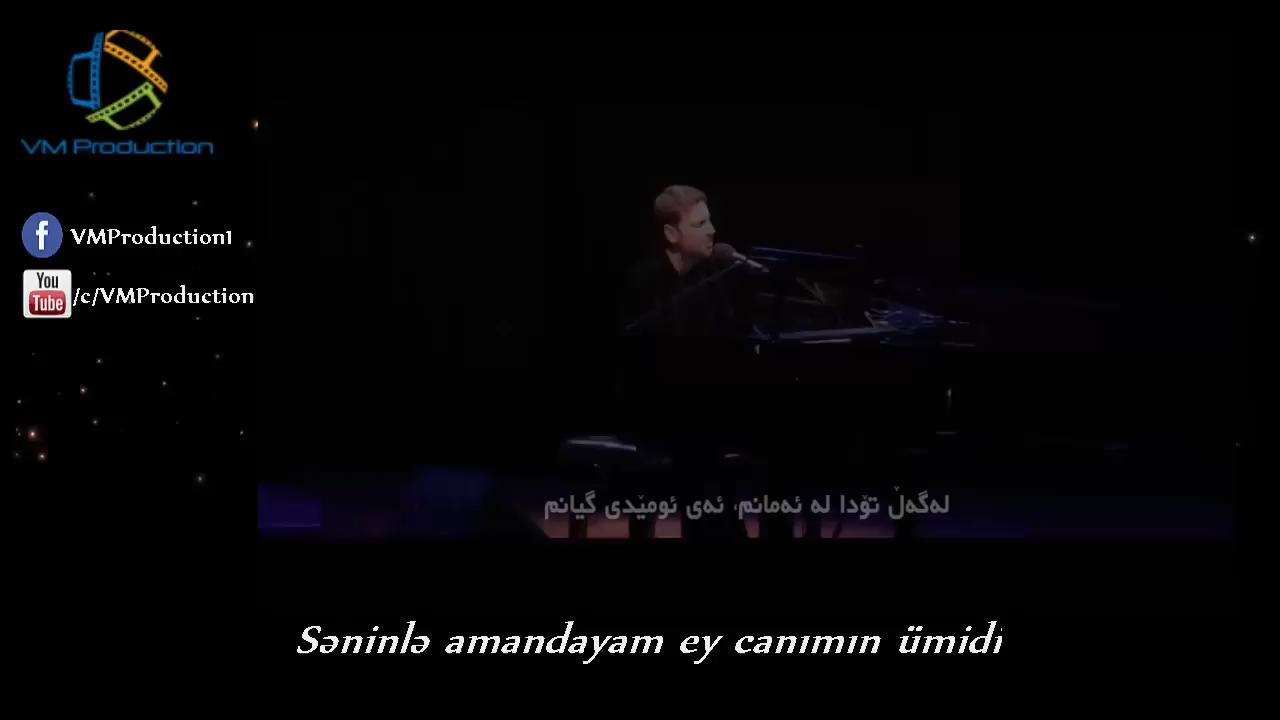 VM Production
VMProduction1
You
Tube
/c/VMProduction
لەگەڵ تۆدا لە ئەمانم، ئەی ئومێدی گیانم
Səninlə amandayam ey canımın ümidi